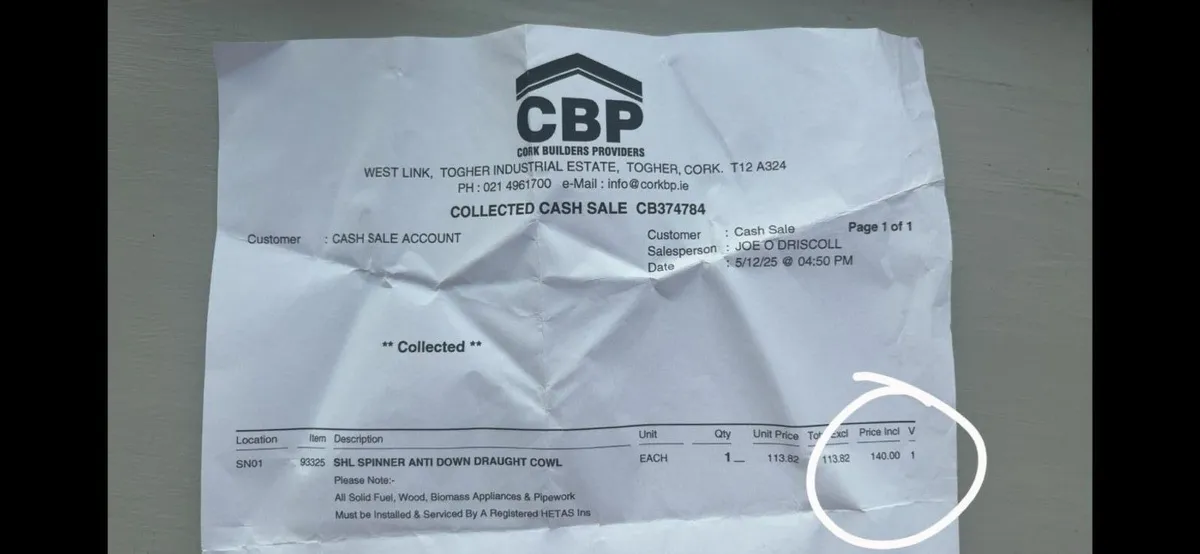 CBP
CORK BUILDERS PROVIDERS
WEST LINK, TOGHER INDUSTRIAL ESTATE, TOGHER, CORK. T12 A324
PH : 021 4961700 e-Mail : info@corkbp.ie
COLLECTED CASH SALE CB374784
Page 1 of 1
Customer : CASH SALE ACCOUNT
Customer : Cash Sale
Salesperson : JOE O DRISCOLL
Date : 5/12/25 @ 04:50 PM
** Collected **
Location Item Description Unit Qty Unit Price Excl Price Incl V
SN01 93325 SHL SPINNER ANTI DOWN DRAUGHT COWL EACH 1 113.82 113.82 140.00 1
Please Note:-
All Solid Fuel, Wood, Biomass Appliances & Pipework
Must be Installed & Serviced By A Registered HETAS Ins